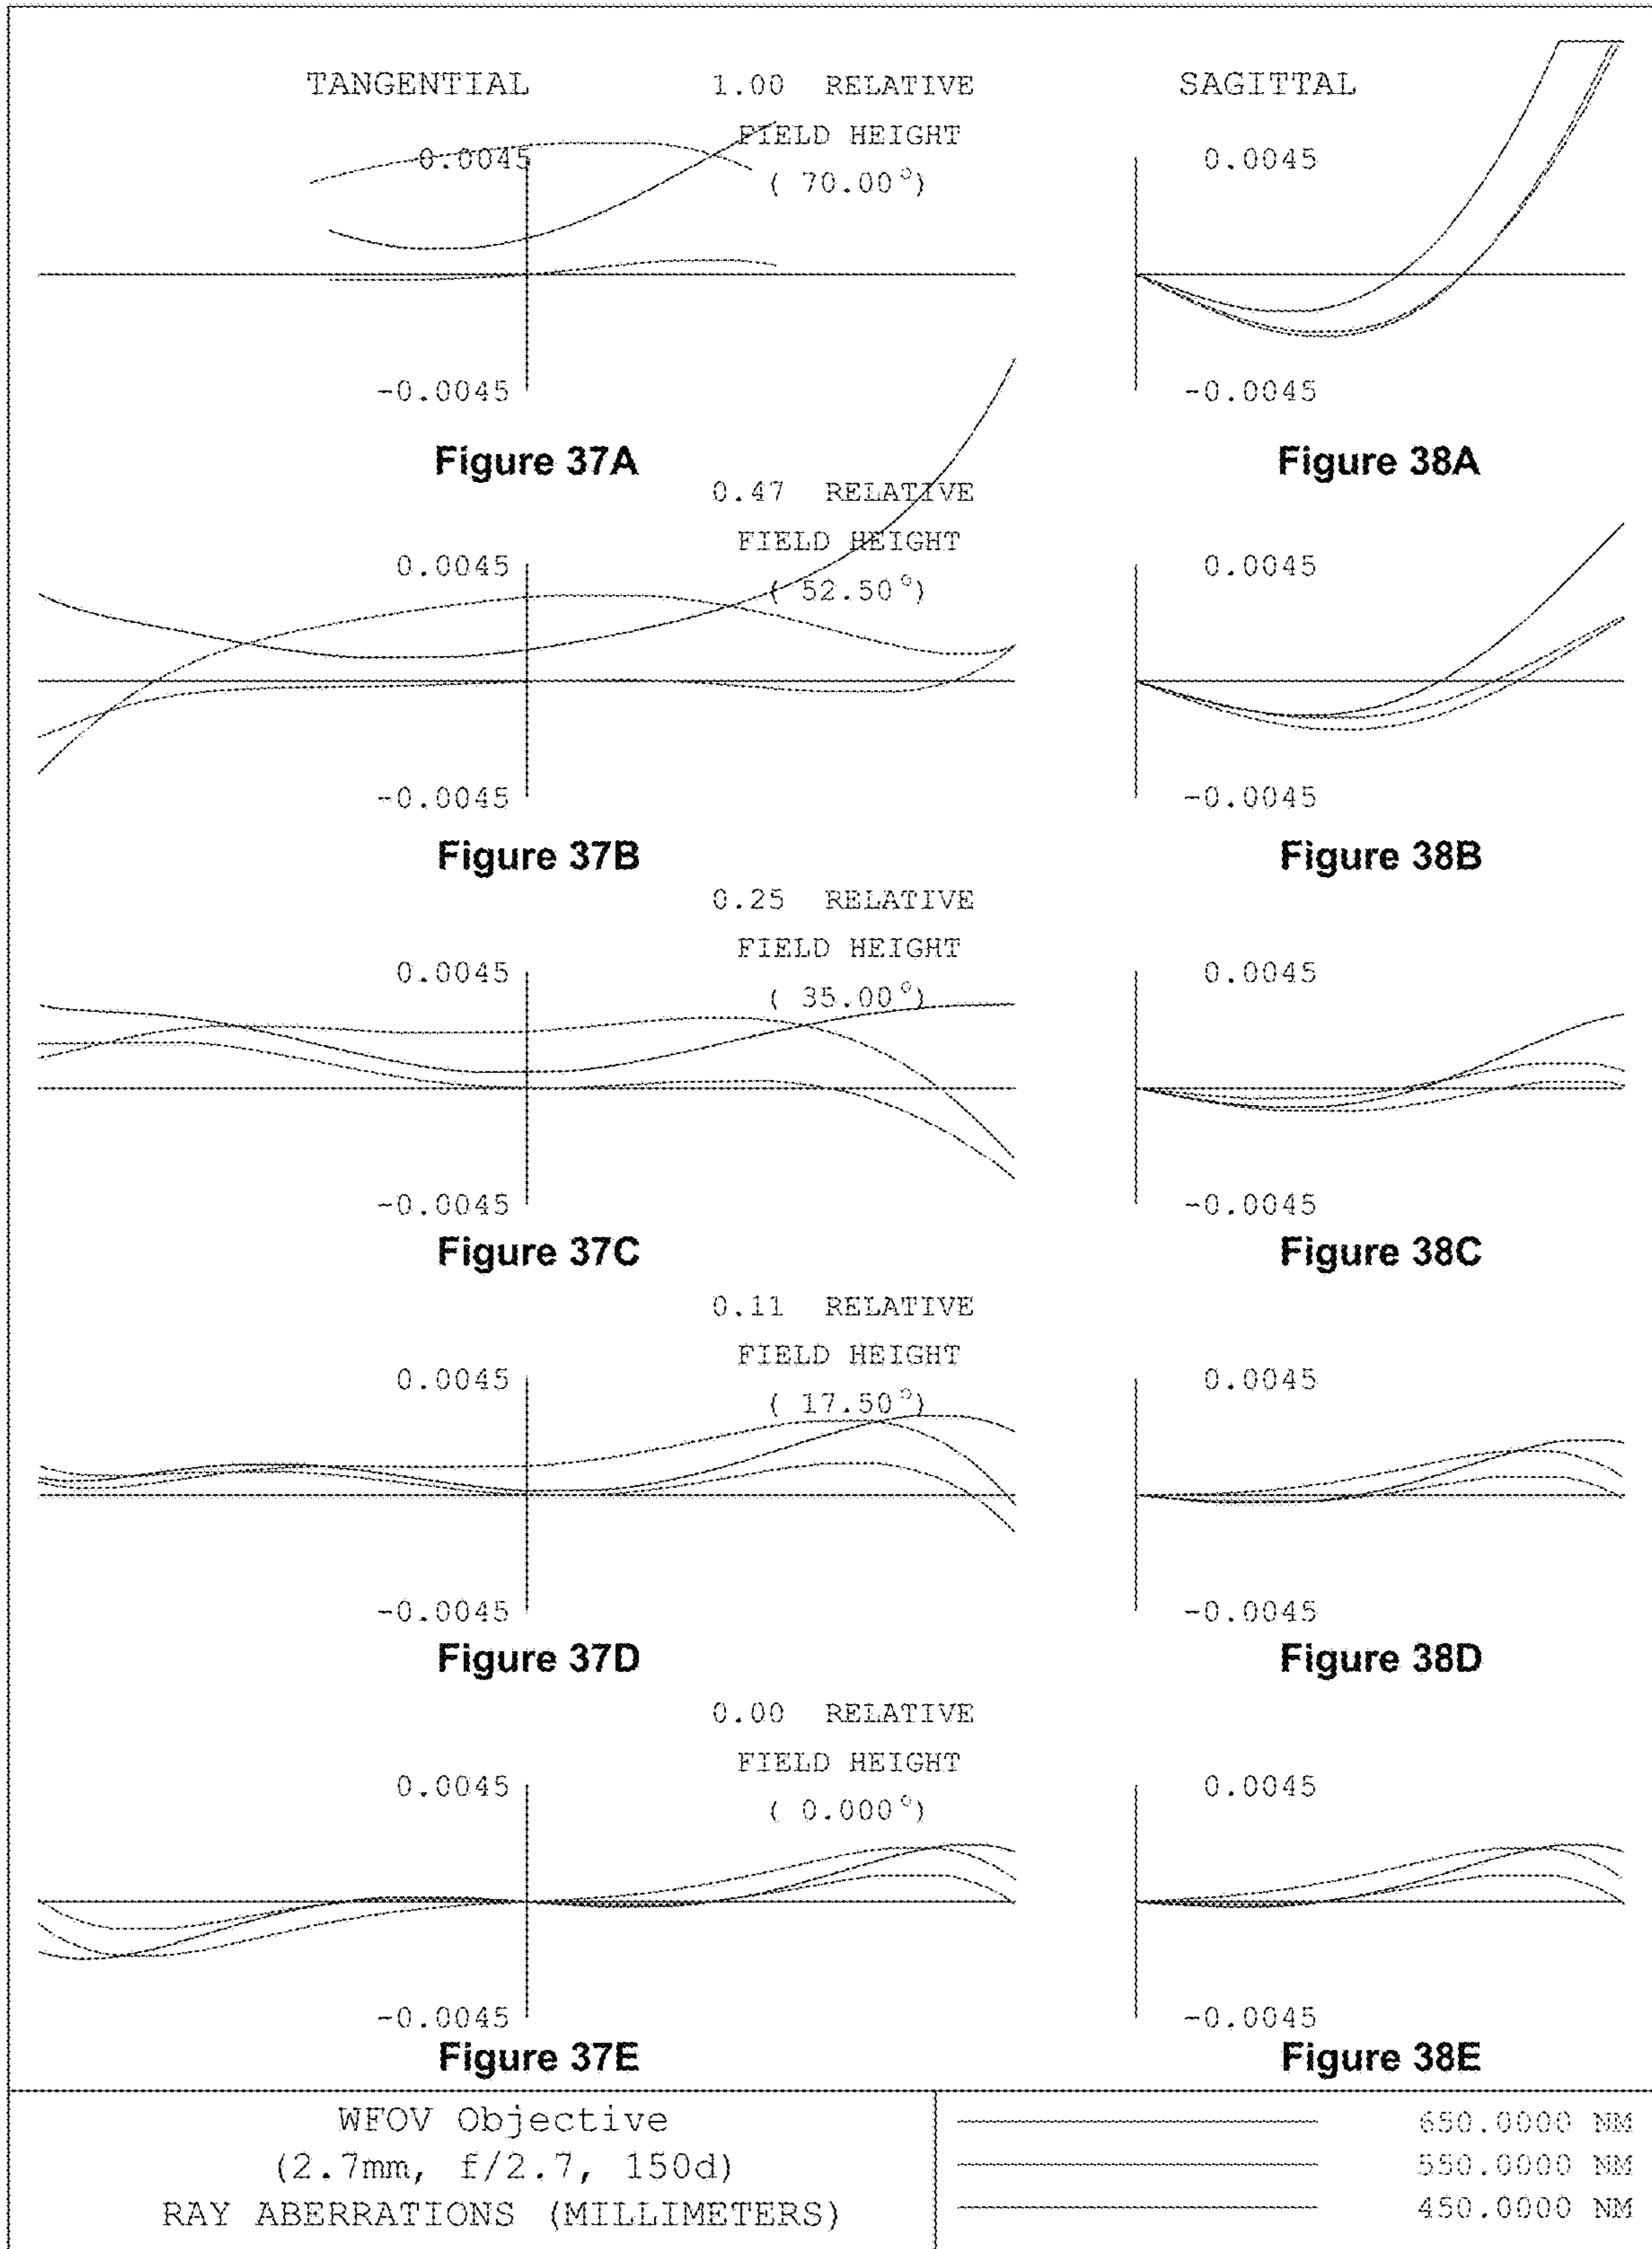 TANGENTIAL 1.00 RELATIVE SAGITTAL
FIELD HEIGHT
0.0045 0.0045
( 70.00°)
-0.0045 -0.0045
Figure 37A Figure 38A
0.47 RELATIVE
FIELD HEIGHT
0.0045 0.0045
( 52.50°)
-0.0045 -0.0045
Figure 37B Figure 38B
0.25 RELATIVE
FIELD HEIGHT
0.0045 0.0045
( 35.00°)
-0.0045 -0.0045
Figure 37C Figure 38C
0.11 RELATIVE
FIELD HEIGHT
0.0045 0.0045
( 17.50°)
-0.0045 -0.0045
Figure 37D Figure 38D
0.00 RELATIVE
FIELD HEIGHT
0.0045 0.0045
( 0.000°)
-0.0045 -0.0045
Figure 37E Figure 38E
WFOV Objective
(2.7mm, f/2.7, 150d)
RAY ABERRATIONS (MILLIMETERS)
650.0000 NM
550.0000 NM
450.0000 NM